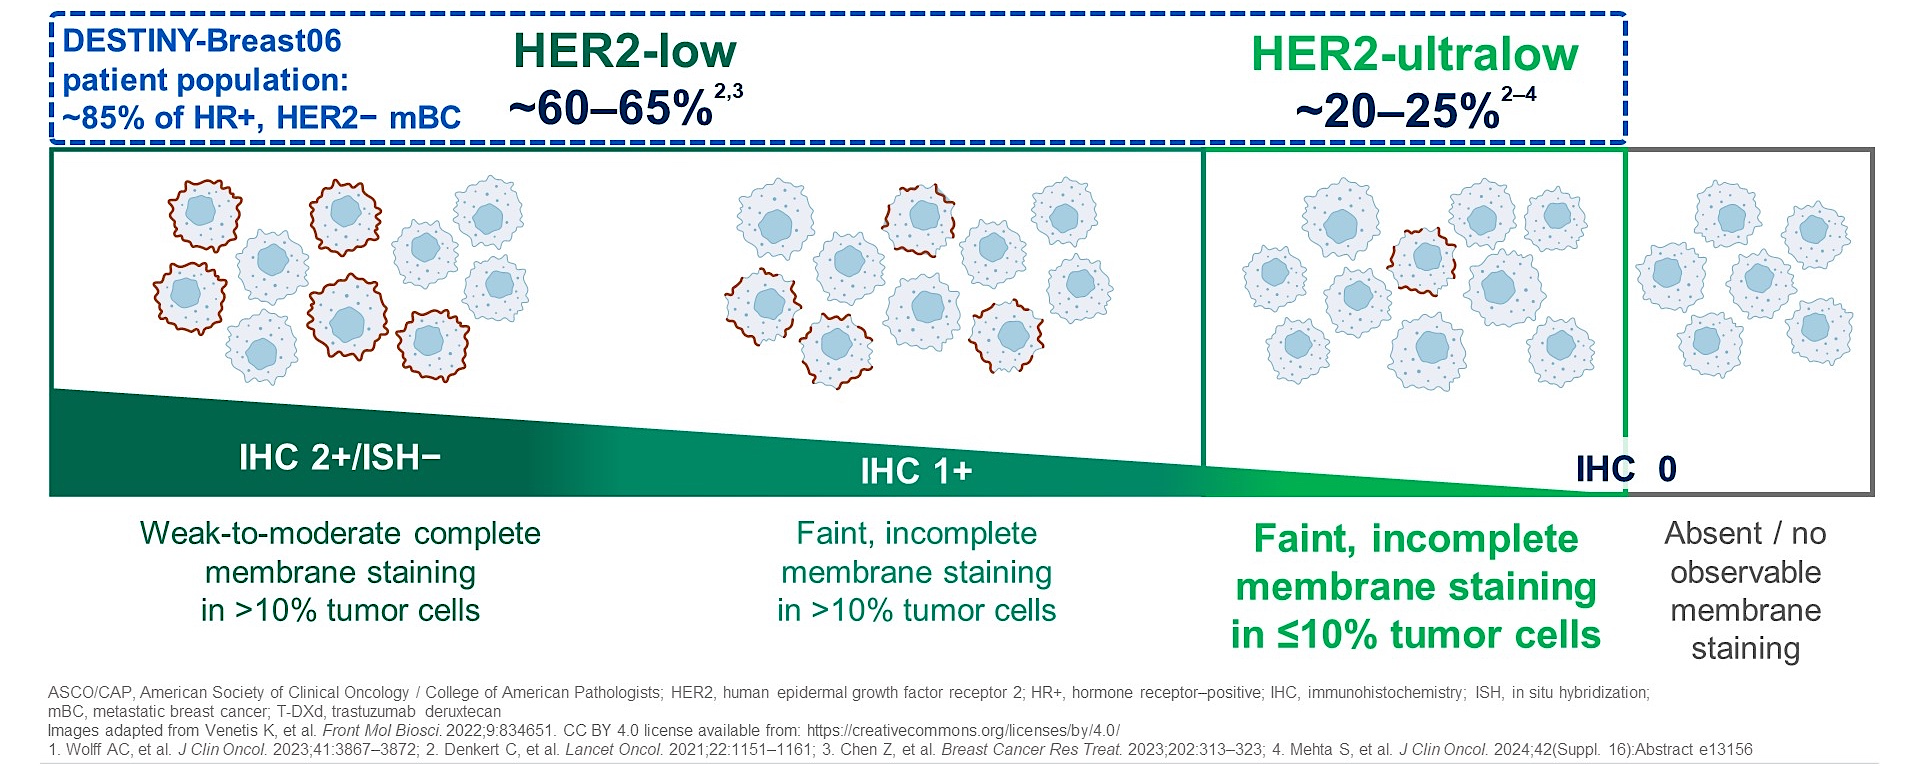 DESTINY-Breast06
patient population:
~85% of HR+, HER2− mBC
HER2-low
~60–65%2,3
HER2-ultralow
~20–25%2–4
IHC 2+/ISH−
IHC 1+
IHC 0
Weak-to-moderate complete
membrane staining
in >10% tumor cells
Faint, incomplete
membrane staining
in >10% tumor cells
Faint, incomplete
membrane staining
in ≤10% tumor cells
Absent / no
observable
membrane
staining
ASCO/CAP, American Society of Clinical Oncology / College of American Pathologists; HER2, human epidermal growth factor receptor 2; HR+, hormone receptor–positive; IHC, immunohistochemistry; ISH, in situ hybridization;
mBC, metastatic breast cancer; T-DXd, trastuzumab deruxtecan
Images adapted from Venetis K, et al. Front Mol Biosci. 2022;9:834651. CC BY 4.0 license available from: https://creativecommons.org/licenses/by/4.0/
1. Wolff AC, et al. J Clin Oncol. 2023;41:3867–3872; 2. Denkert C, et al. Lancet Oncol. 2021;22:1151–1161; 3. Chen Z, et al. Breast Cancer Res Treat. 2023;202:313–323; 4. Mehta S, et al. J Clin Oncol. 2024;42(Suppl. 16):Abstract e13156